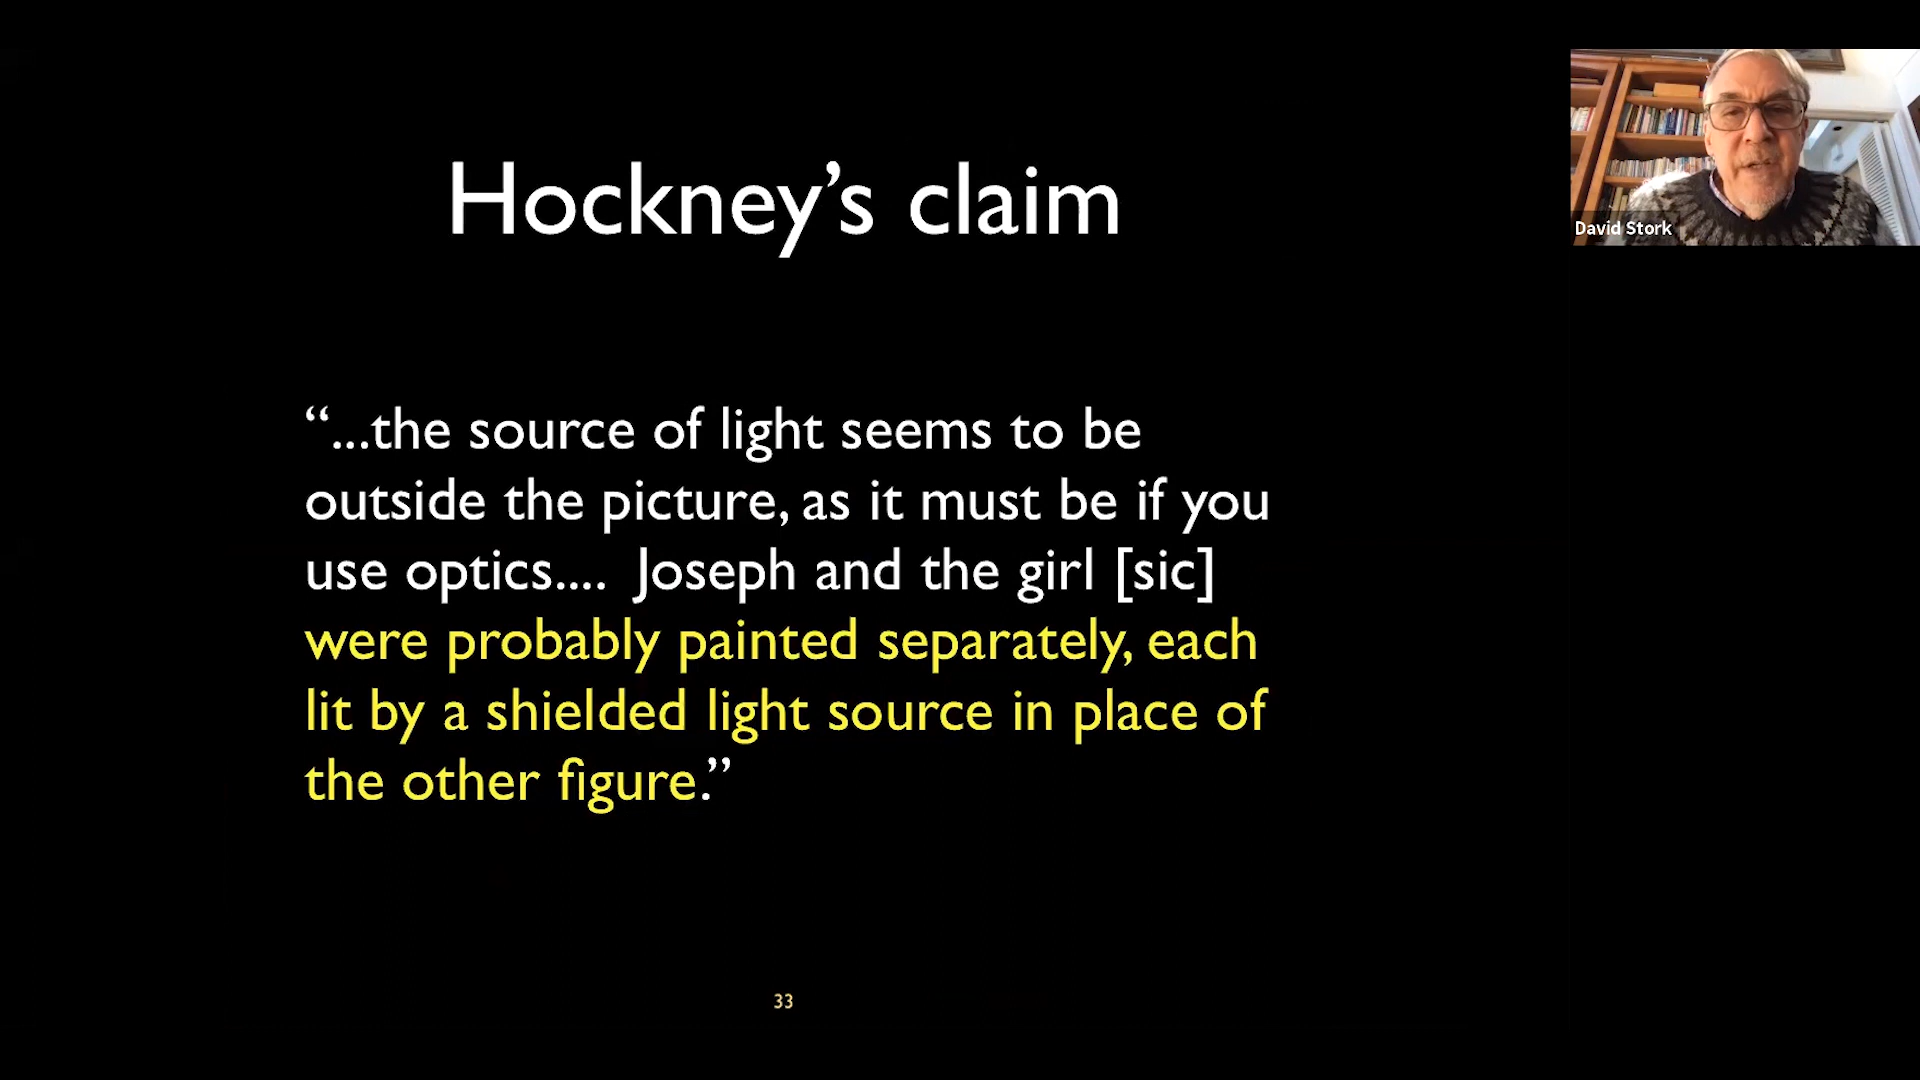 Hockney’s claim
David Stork
“...the source of light seems to be
outside the picture, as it must be if you
use optics.... Joseph and the girl [sic]
were probably painted separately, each
lit by a shielded light source in place of
the other figure.”
33